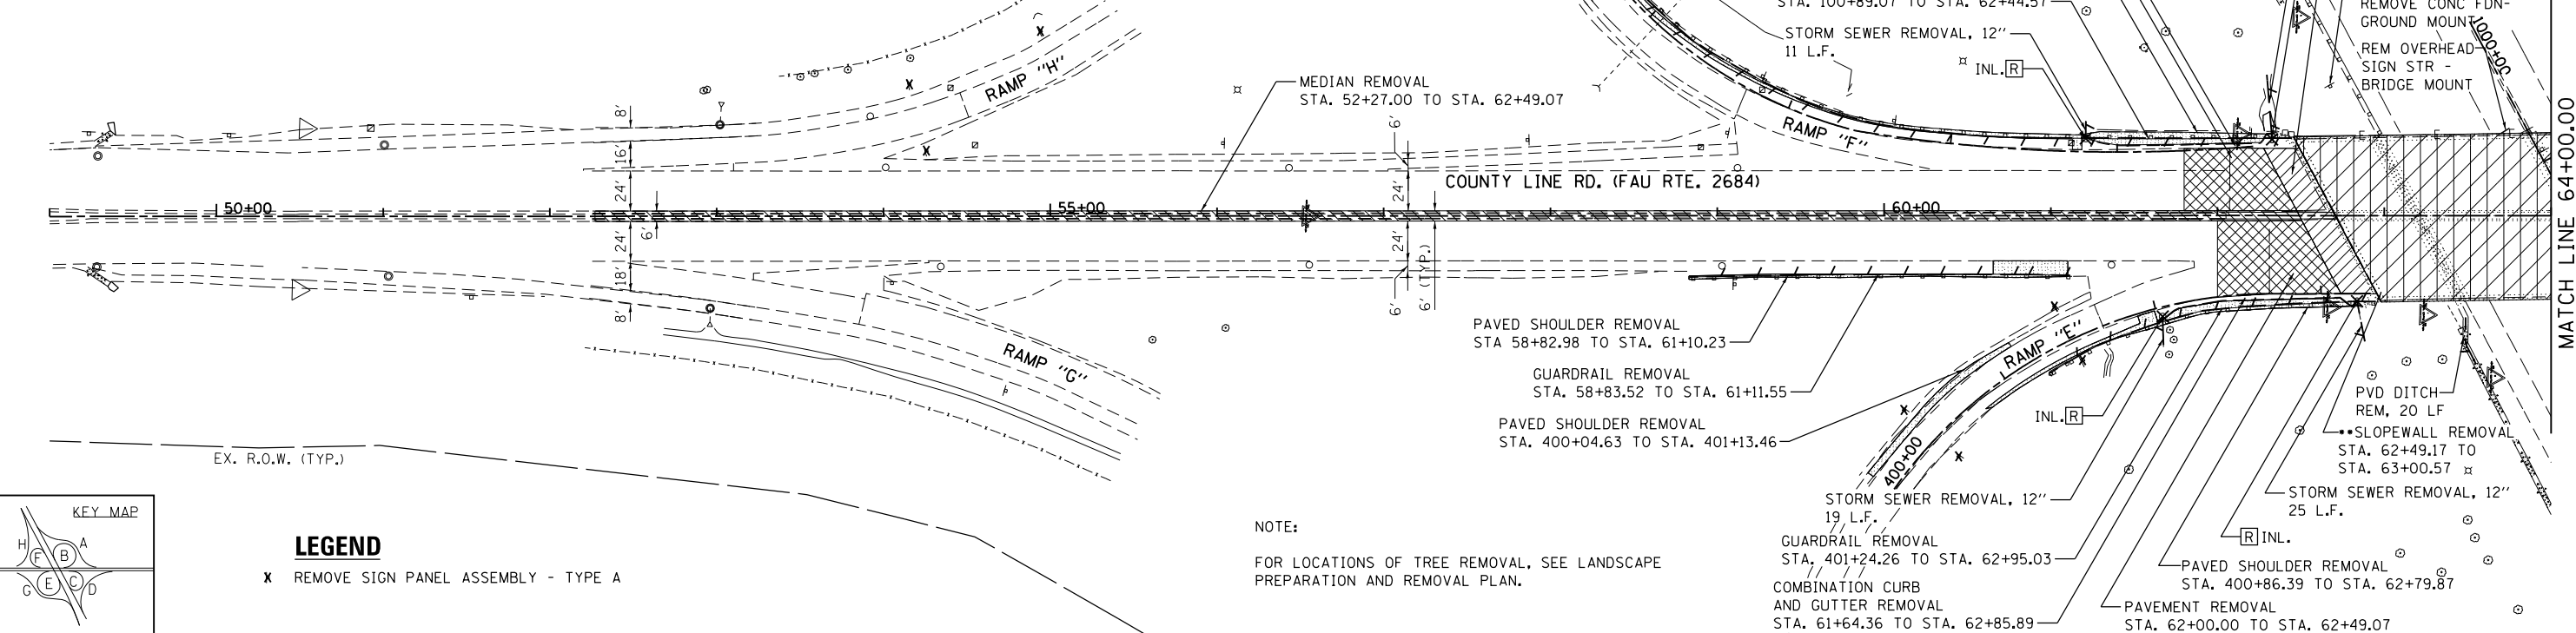 STA. 100+89.07 TO STA. 62+44.57
REMOVE CONC FDN-
GROUND MOUNT
STORM SEWER REMOVAL, 12"
11 L.F.
INL. R
REM OVERHEAD
SIGN STR -
BRIDGE MOUNT
1000+00
MATCH LINE 64+00.00
RAMP "H"
MEDIAN REMOVAL
STA. 52+27.00 TO STA. 62+49.07
RAMP "F"
8'
16'
24'
6'
24'
18'
8'
6'
24'
24'
6'
6' (TYP.)
COUNTY LINE RD. (FAU RTE. 2684)
50+00
55+00
60+00
RAMP "G"
RAMP "E"
400+00
PAVED SHOULDER REMOVAL
STA 58+82.98 TO STA. 61+10.23
GUARDRAIL REMOVAL
STA. 58+83.52 TO STA. 61+11.55
PAVED SHOULDER REMOVAL
STA. 400+04.63 TO STA. 401+13.46
INL. R
PVD DITCH
REM, 20 LF
••SLOPEWALL REMOVAL
STA. 62+49.17 TO
STA. 63+00.57
STORM SEWER REMOVAL, 12"
25 L.F.
R INL.
STORM SEWER REMOVAL, 12"
19 L.F.
GUARDRAIL REMOVAL
STA. 401+24.26 TO STA. 62+95.03
COMBINATION CURB
AND GUTTER REMOVAL
STA. 61+64.36 TO STA. 62+85.89
PAVED SHOULDER REMOVAL
STA. 400+86.39 TO STA. 62+79.87
PAVEMENT REMOVAL
STA. 62+00.00 TO STA. 62+49.07
EX. R.O.W. (TYP.)
KEY MAP
H F B A
G E C D
LEGEND
X REMOVE SIGN PANEL ASSEMBLY - TYPE A
NOTE:
FOR LOCATIONS OF TREE REMOVAL, SEE LANDSCAPE
PREPARATION AND REMOVAL PLAN.